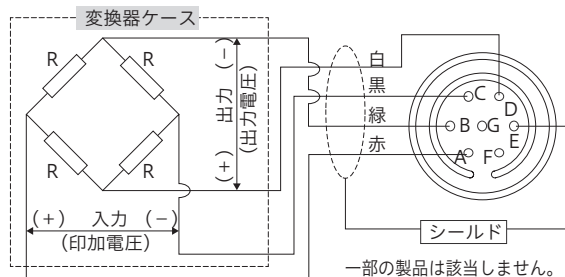 変換器ケース
R
R
R
R
(+) 出力 (−)
(出力電圧)
(+) 入力 (−)
(印加電圧)
白
黒
緑
赤
C
D
B
G
E
A
F
シールド
一部の製品は該当しません。